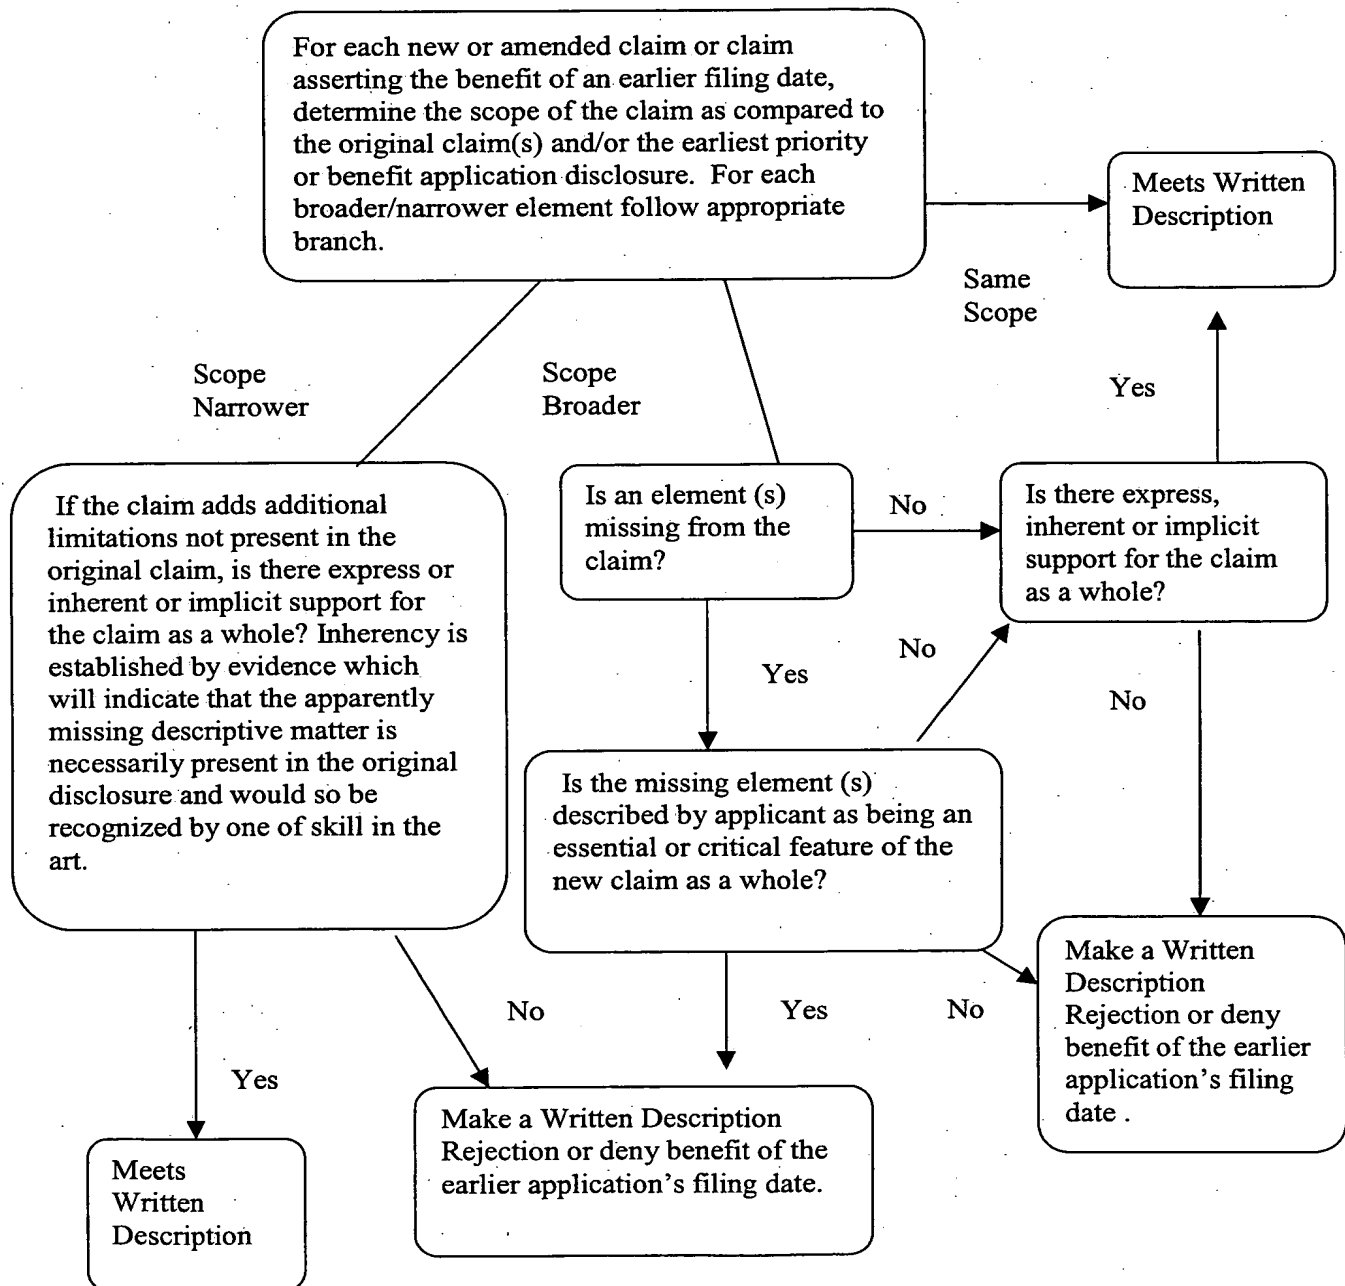 For each new or amended claim or claim
asserting the benefit of an earlier filing date,
determine the scope of the claim as compared to
the original claim(s) and/or the earliest priority
or benefit application disclosure. For each
broader/narrower element follow appropriate
branch.
Meets Written
Description
Same
Scope
Scope
Narrower
Scope
Broader
Yes
If the claim adds additional
limitations not present in the
original claim, is there express or
inherent or implicit support for
the claim as a whole? Inherency is
established by evidence which
will indicate that the apparently
missing descriptive matter is
necessarily present in the original
disclosure and would so be
recognized by one of skill in the
art.
Is an element (s)
missing from the
claim?
No
Is there express,
inherent or implicit
support for the claim
as a whole?
Yes
No
No
Is the missing element (s)
described by applicant as being an
essential or critical feature of the
new claim as a whole?
Make a Written
Description
Rejection or deny
benefit of the earlier
application's filing
date .
No
Yes
No
Yes
Meets
Written
Description
Make a Written Description
Rejection or deny benefit of the
earlier application's filing date.